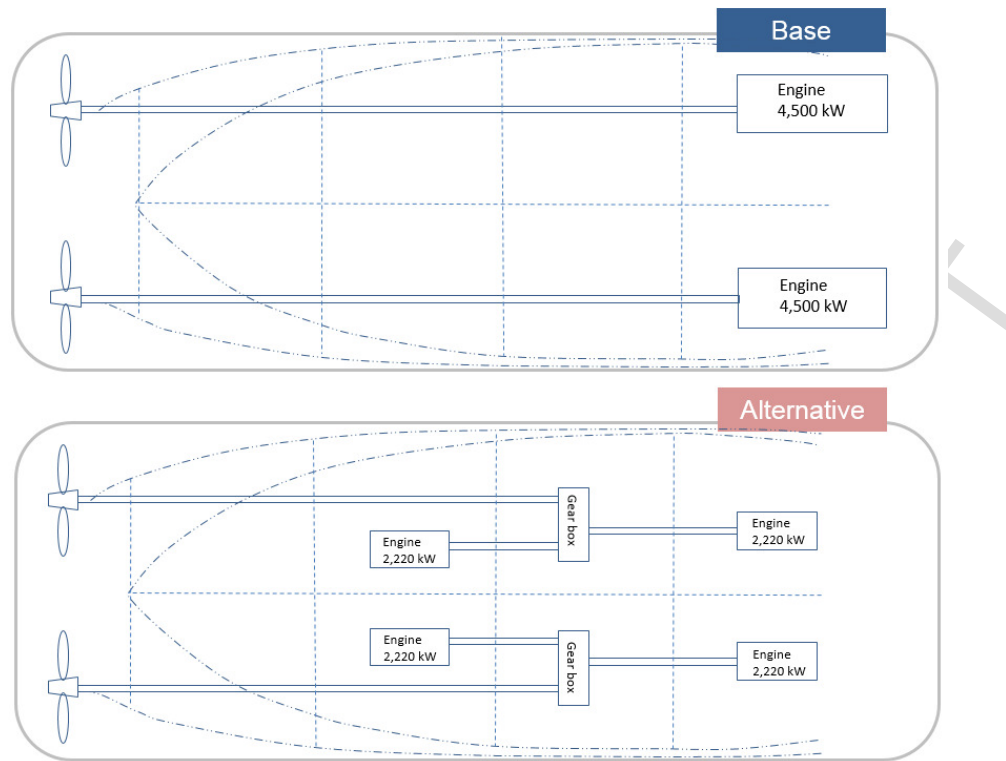 Base
Engine
4,500 kW
Engine
4,500 kW
Alternative
Gear box
Engine
2,220 kW
Engine
2,220 kW
Engine
2,220 kW
Gear box
Engine
2,220 kW